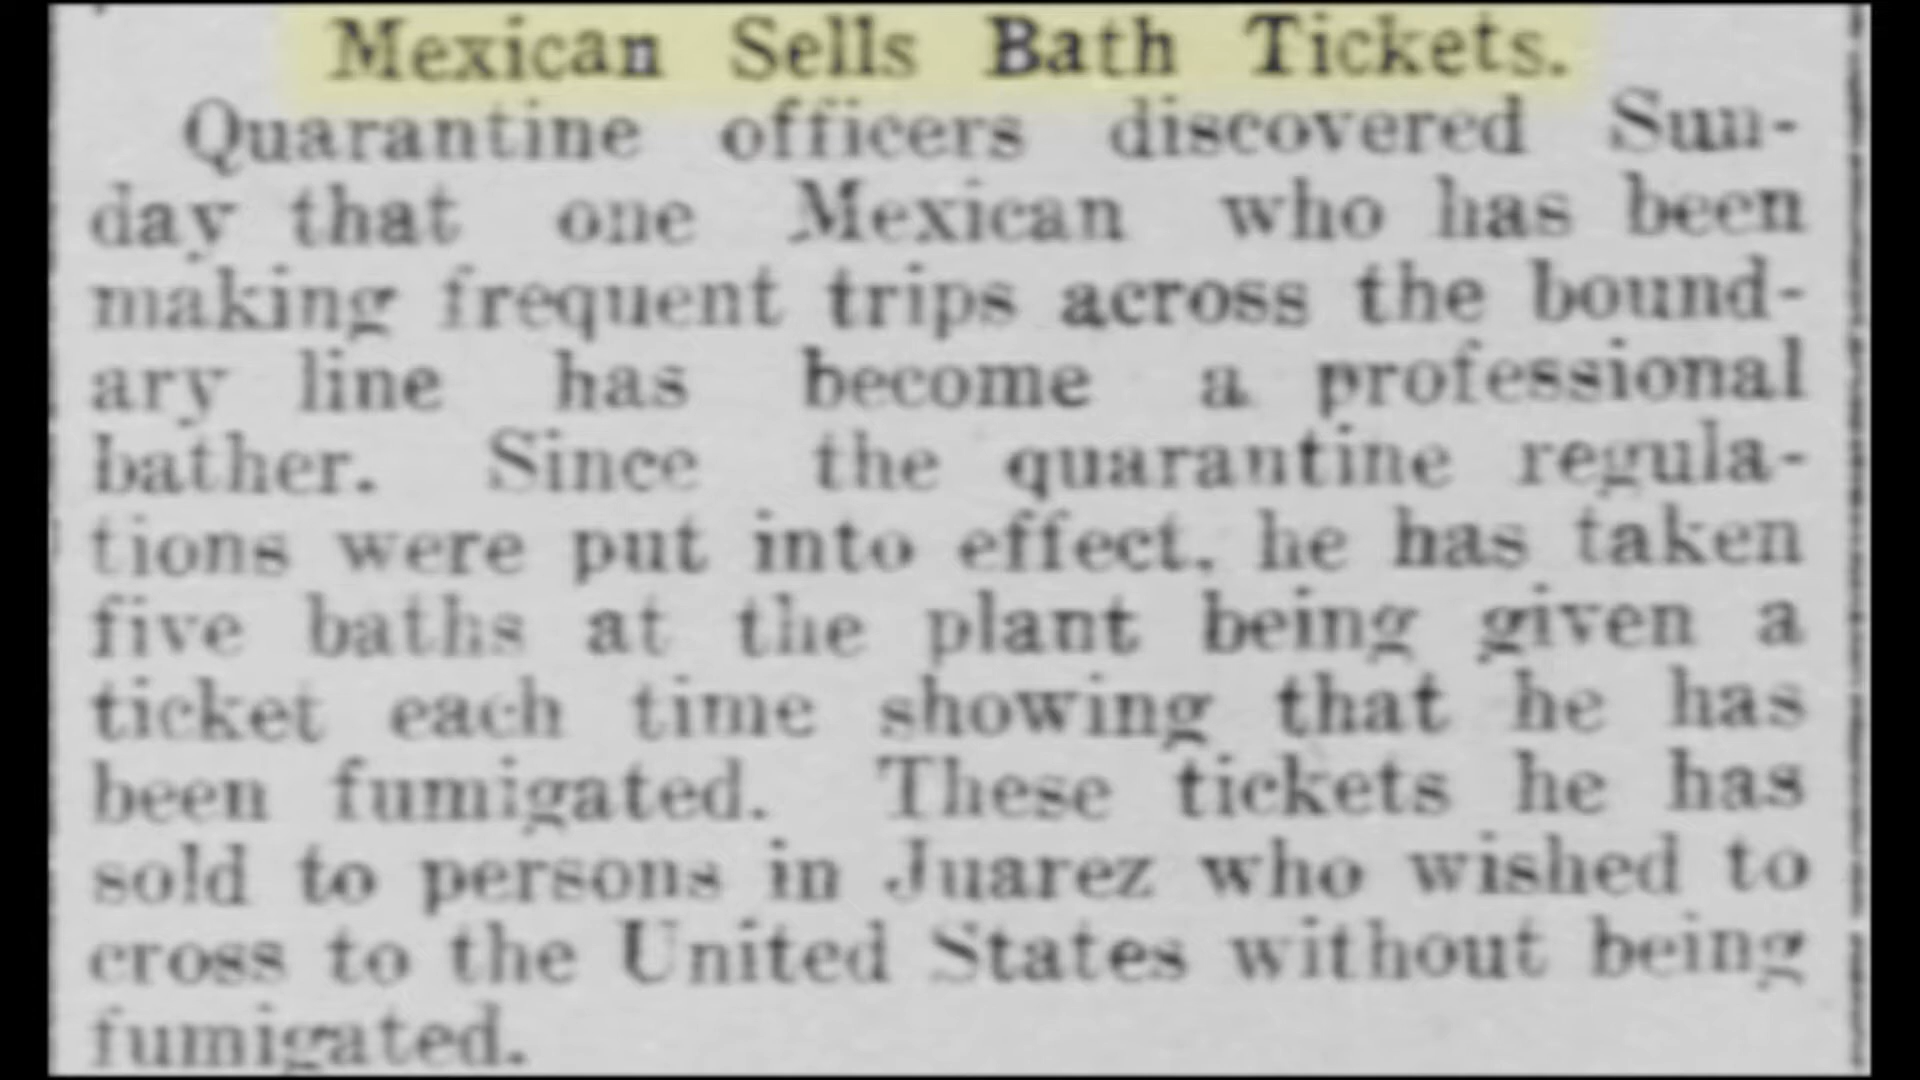 Mexican Sells Bath Tickets.
Quarantine officers discovered Sun-
day that one Mexican who has been
making frequent trips across the bound-
ary line has become a professional
bather. Since the quarantine regula-
tions were put into effect, he has taken
five baths at the plant being given a
ticket each time showing that he has
been fumigated. These tickets he has
sold to persons in Juarez who wished to
cross to the United States without being
fumigated.